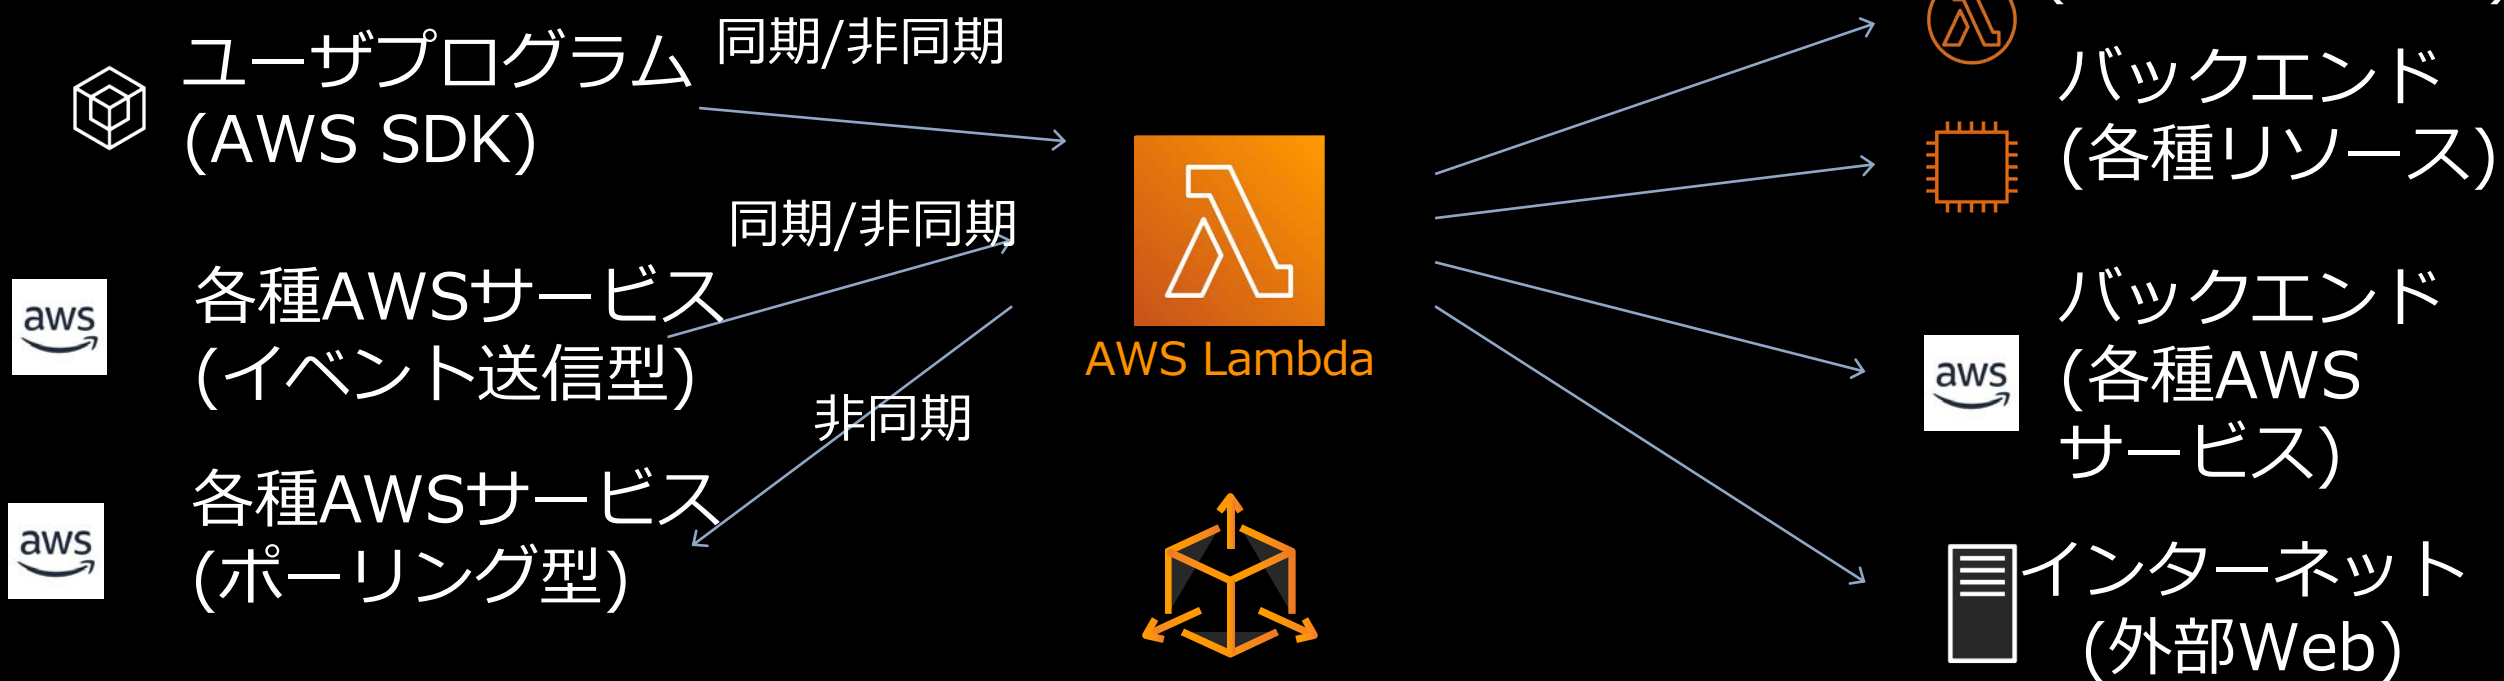 ユーザプログラム
(AWS SDK)
同期/非同期
aws
各種AWSサービス
(イベント送信型)
同期/非同期
aws
各種AWSサービス
(ポーリング型)
非同期
AWS Lambda
バックエンド
(各種リソース)
aws
バックエンド
(各種AWS
サービス)
インターネット
(外部Web)